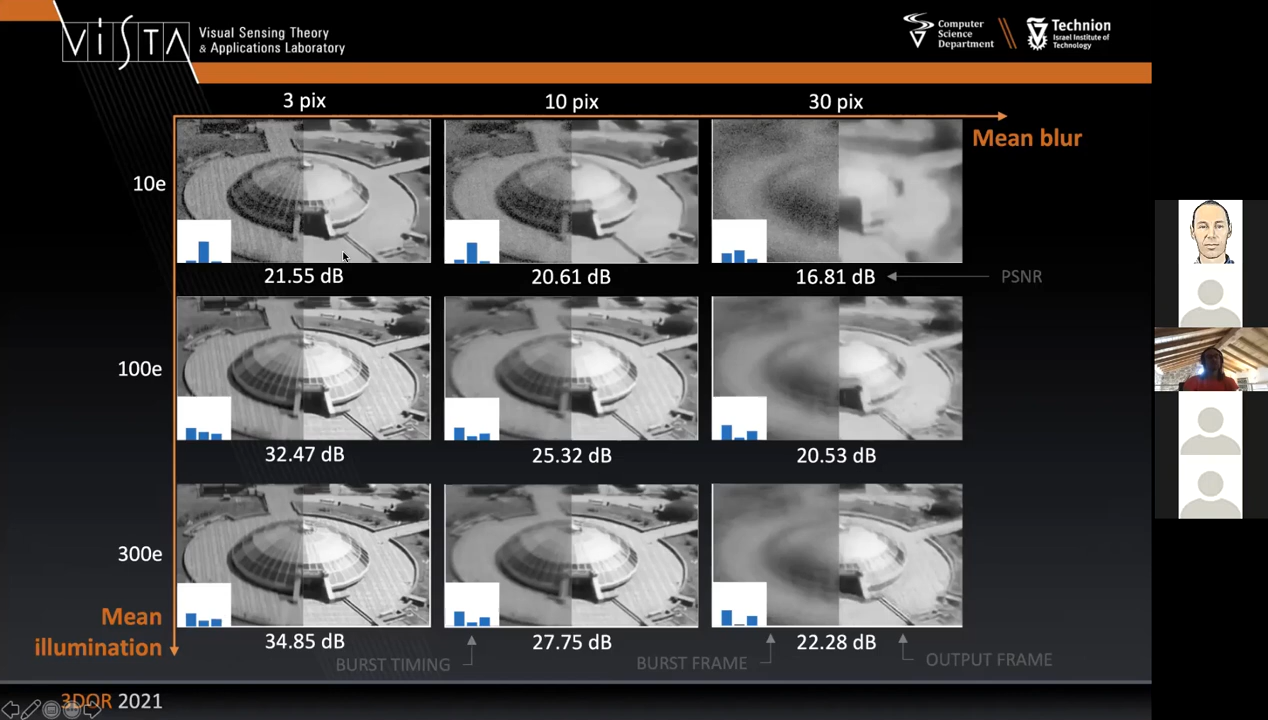 ViSTA
Visual Sensing Theory
& Applications Laboratory
Computer
Science
Department
Technion
Israel Institute of
Technology
3 pix
10 pix
30 pix
Mean blur
10e
21.55 dB
20.61 dB
16.81 dB
PSNR
100e
32.47 dB
25.32 dB
20.53 dB
300e
34.85 dB
27.75 dB
22.28 dB
Mean
illumination
BURST TIMING
BURST FRAME
OUTPUT FRAME
3DOR 2021